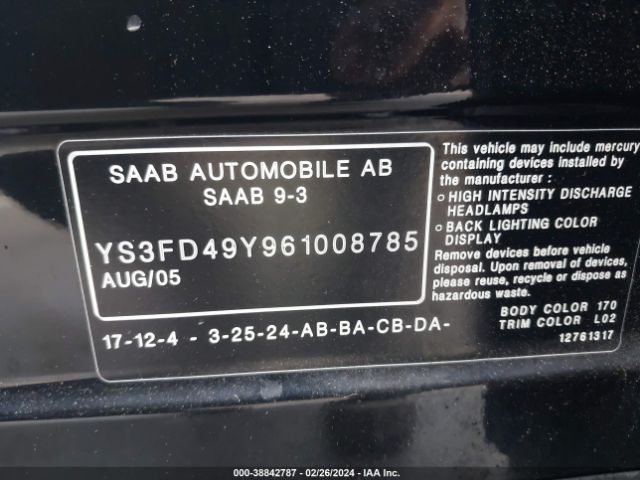 SAAB AUTOMOBILE AB
SAAB 9-3
YS3FD49Y961008785
AUG/05
17-12-4 - 3-25-24-AB-BA-CB-DA-
This vehicle may include mercury
containing devices installed by
the manufacturer :
o HIGH INTENSITY DISCHARGE
HEADLAMPS
o BACK LIGHTING COLOR
DISPLAY
Remove devices before vehicle
disposal. Upon removal of devices,
please reuse, recycle or dispose as
hazardous waste.
BODY COLOR 170
TRIM COLOR L02
12761317
000-38842787 - 02/26/2024 - IAA Inc.